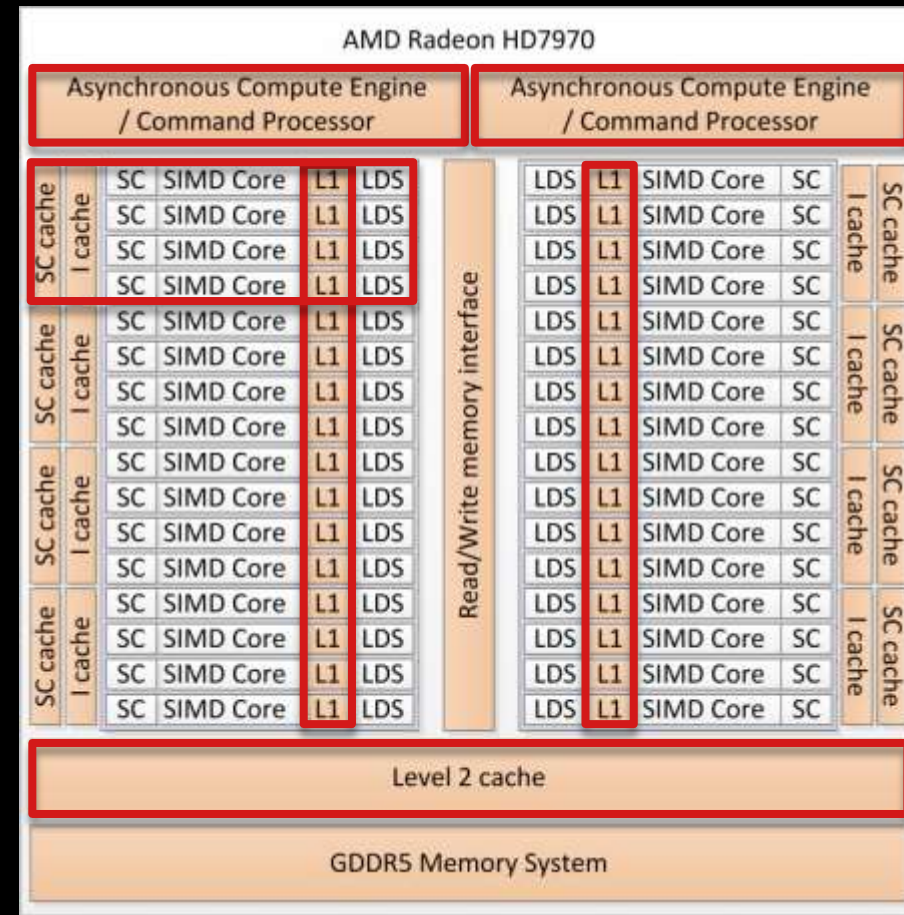 AMD Radeon HD7970
Asynchronous Compute Engine
/ Command Processor
Asynchronous Compute Engine
/ Command Processor
SC cache
I cache
SC SIMD Core L1 LDS
SC SIMD Core L1 LDS
SC SIMD Core L1 LDS
SC SIMD Core L1 LDS
SC cache
I cache
SC SIMD Core L1 LDS
SC SIMD Core L1 LDS
SC SIMD Core L1 LDS
SC SIMD Core L1 LDS
SC cache
I cache
SC SIMD Core L1 LDS
SC SIMD Core L1 LDS
SC SIMD Core L1 LDS
SC SIMD Core L1 LDS
SC cache
I cache
SC SIMD Core L1 LDS
SC SIMD Core L1 LDS
SC SIMD Core L1 LDS
SC SIMD Core L1 LDS
Read/Write memory interface
LDS L1 SIMD Core SC
LDS L1 SIMD Core SC
LDS L1 SIMD Core SC
LDS L1 SIMD Core SC
I cache
SC cache
LDS L1 SIMD Core SC
LDS L1 SIMD Core SC
LDS L1 SIMD Core SC
LDS L1 SIMD Core SC
I cache
SC cache
LDS L1 SIMD Core SC
LDS L1 SIMD Core SC
LDS L1 SIMD Core SC
LDS L1 SIMD Core SC
I cache
SC cache
LDS L1 SIMD Core SC
LDS L1 SIMD Core SC
LDS L1 SIMD Core SC
LDS L1 SIMD Core SC
I cache
SC cache
Level 2 cache
GDDR5 Memory System